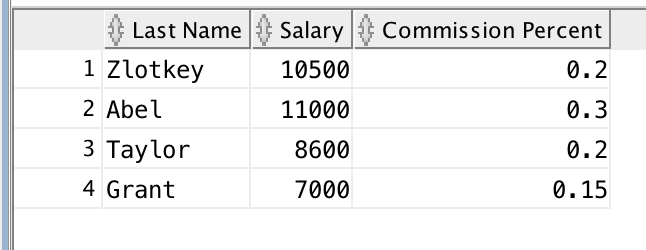 Last Name Salary Commission Percent
1 Zlotkey 10500 0.2
2 Abel 11000 0.3
3 Taylor 8600 0.2
4 Grant 7000 0.15